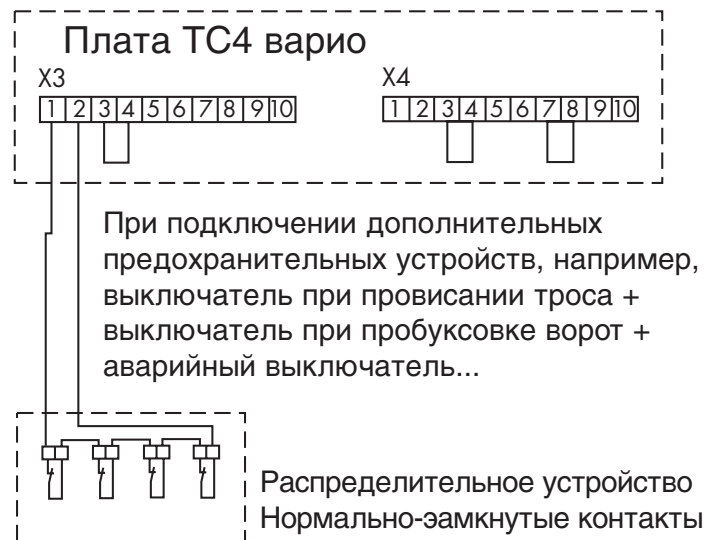 Плата ТС4 варио
X3
X4
1 2 3 4 5 6 7 8 9 10
1 2 3 4 5 6 7 8 9 10
При подключении дополнительных
предохранительных устройств, например,
выключатель при провисании троса +
выключатель при пробуксовке ворот +
аварийный выключатель...
Распределительное устройство
Нормально-эамкнутые контакты